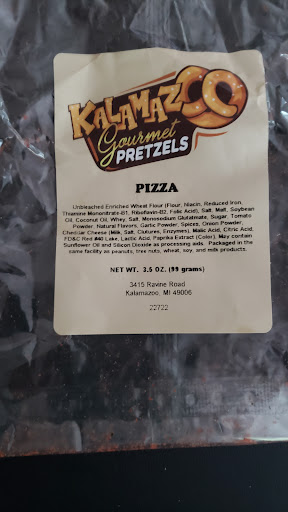 KALAMAZOO
Gourmet
PRETZELS
PIZZA
Unbleached Enriched Wheat Flour (Flour, Niacin, Reduced Iron,
Thiamine Mononitrate-B1, Riboflavin-B2, Folic Acid), Salt, Malt, Soybean
Oil, Coconut Oil, Whey, Salt, Monosodium Glutatmate, Sugar, Tomato
Powder, Natural Flavors, Garlic Powder, Spices, Onion Powder,
Cheddar Cheese (Milk, Salt, Clutures, Enzymes), Malic Acid, Citric Acid,
FD&C Red #40 Lake, Lactic Acid, Paprika Extract (Color), May contain
Sunflower Oil and Silicon Dioxide as processing aids. Packaged in the
same facility as peanuts, tree nuts, wheat, soy, and milk products.
NET WT. 3.5 OZ. (99 grams)
3415 Ravine Road
Kalamazoo, MI 49006
22722